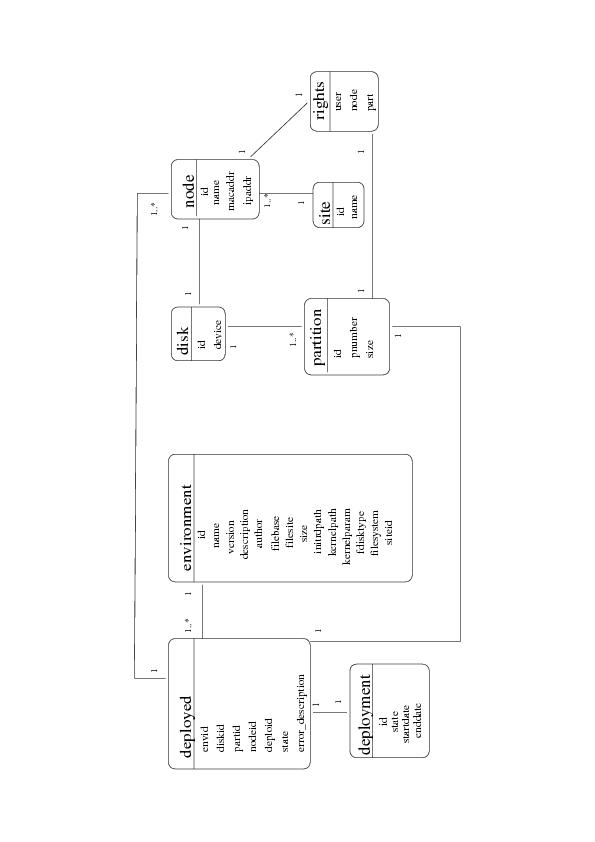 deployed
envid
diskid
partid
nodeid
deploid
state
error_description
1
1..*
1
1
deployment
id
state
startdate
enddate
1
environment
id
name
version
description
author
filebase
filesite
size
initrdpath
kernelpath
kernelparam
fdisktype
filesystem
siteid
1
disk
id
device
1
1
partition
id
pnumber
size
1..*
1
1
node
id
name
macaddr
ipaddr
1..*
1
1..*
1
site
id
name
1
rights
user
node
part
1
1